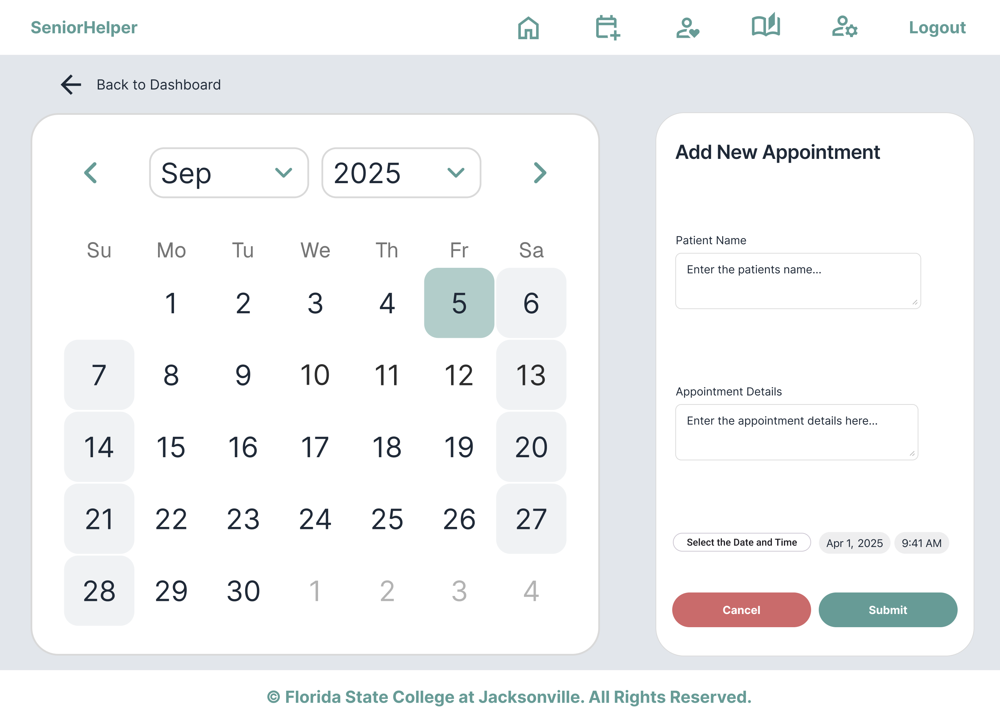 SeniorHelper
Logout
Back to Dashboard
Sep
2025
Su Mo Tu We Th Fr Sa
1 2 3 4 5 6
7 8 9 10 11 12 13
14 15 16 17 18 19 20
21 22 23 24 25 26 27
28 29 30 1 2 3 4
Add New Appointment
Patient Name
Enter the patients name...
Appointment Details
Enter the appointment details here...
Select the Date and Time
Apr 1, 2025
9:41 AM
Cancel
Submit
© Florida State College at Jacksonville. All Rights Reserved.